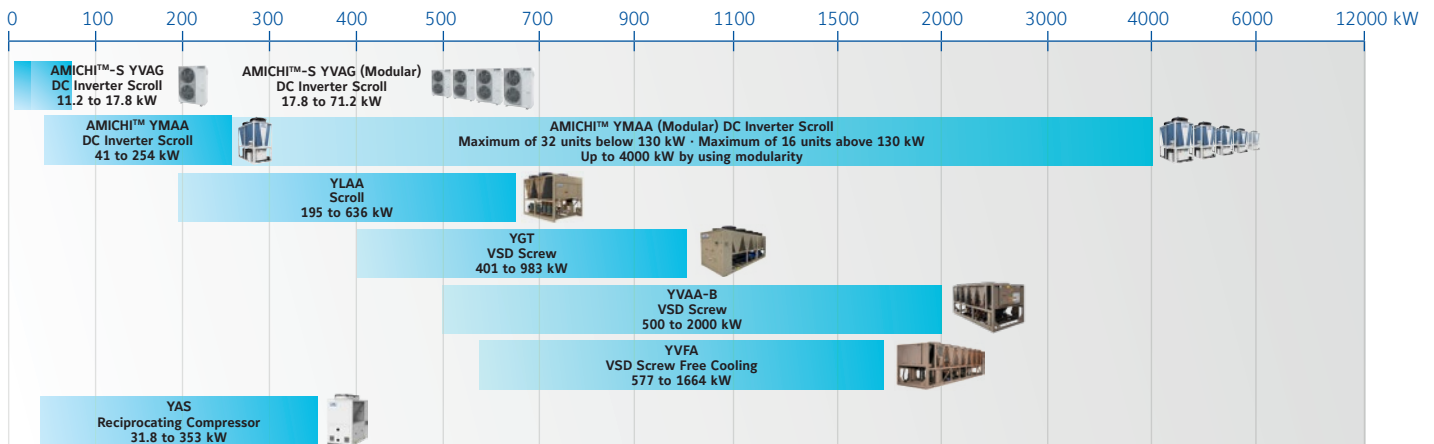 0 100 200 300 400 500 700 900 1100 1500 2000 3000 4000 6000 12000 kW
AMICHI™-S YVAG
DC Inverter Scroll
11.2 to 17.8 kW
AMICHI™-S YVAG (Modular)
DC Inverter Scroll
17.8 to 71.2 kW
AMICHI™ YMAA
DC Inverter Scroll
41 to 254 kW
AMICHI™ YMAA (Modular) DC Inverter Scroll
Maximum of 32 units below 130 kW · Maximum of 16 units above 130 kW
Up to 4000 kW by using modularity
YLAA
Scroll
195 to 636 kW
YGT
VSD Screw
401 to 983 kW
YVAA-B
VSD Screw
500 to 2000 kW
YVFA
VSD Screw Free Cooling
577 to 1664 kW
YAS
Reciprocating Compressor
31.8 to 353 kW